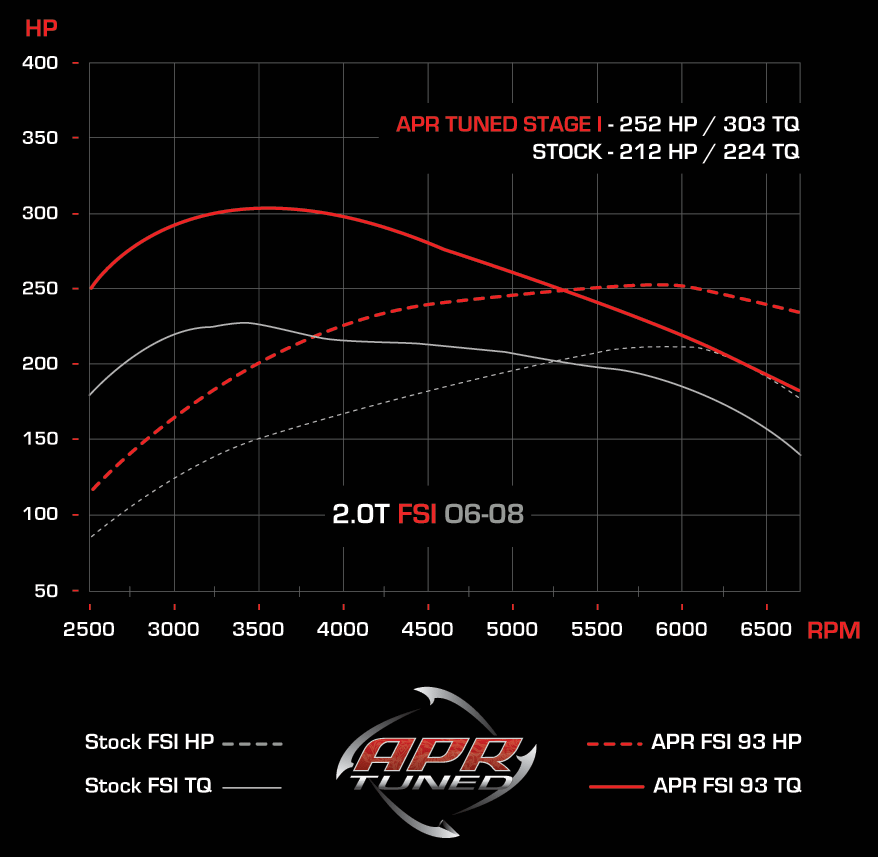 HP
400
350
300
250
200
150
100
50
APR TUNED STAGE I - 252 HP / 303 TQ
STOCK - 212 HP / 224 TQ
2.0T FSI 06-08
2500 3000 3500 4000 4500 5000 5500 6000 6500 RPM
Stock FSI HP
Stock FSI TQ
APR
TUNED
APR FSI 93 HP
APR FSI 93 TQ